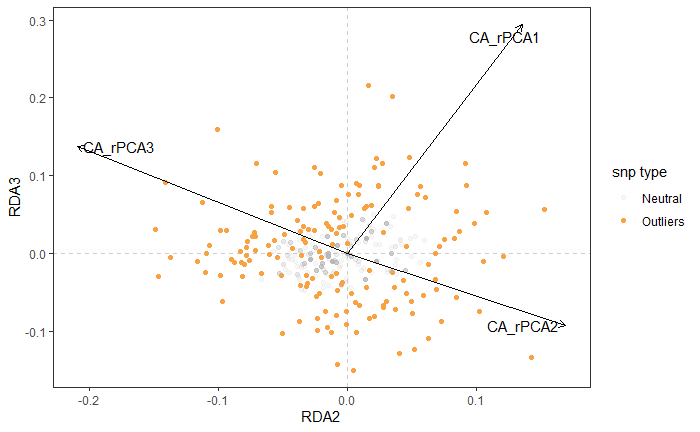 0.3
0.2
0.1
0.0
-0.1
RDA3
CA_rPCA1
CA_rPCA3
CA_rPCA2
-0.2
-0.1
0.0
0.1
RDA2
snp type
Neutral
Outliers